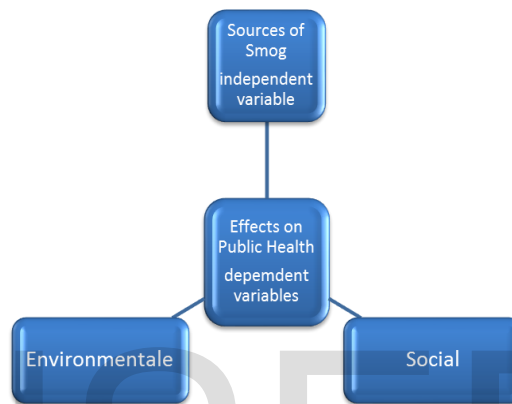 Sources of
Smog
independent
variable
Effects on
Public Health
depemdent
variables
Environmentale
Social